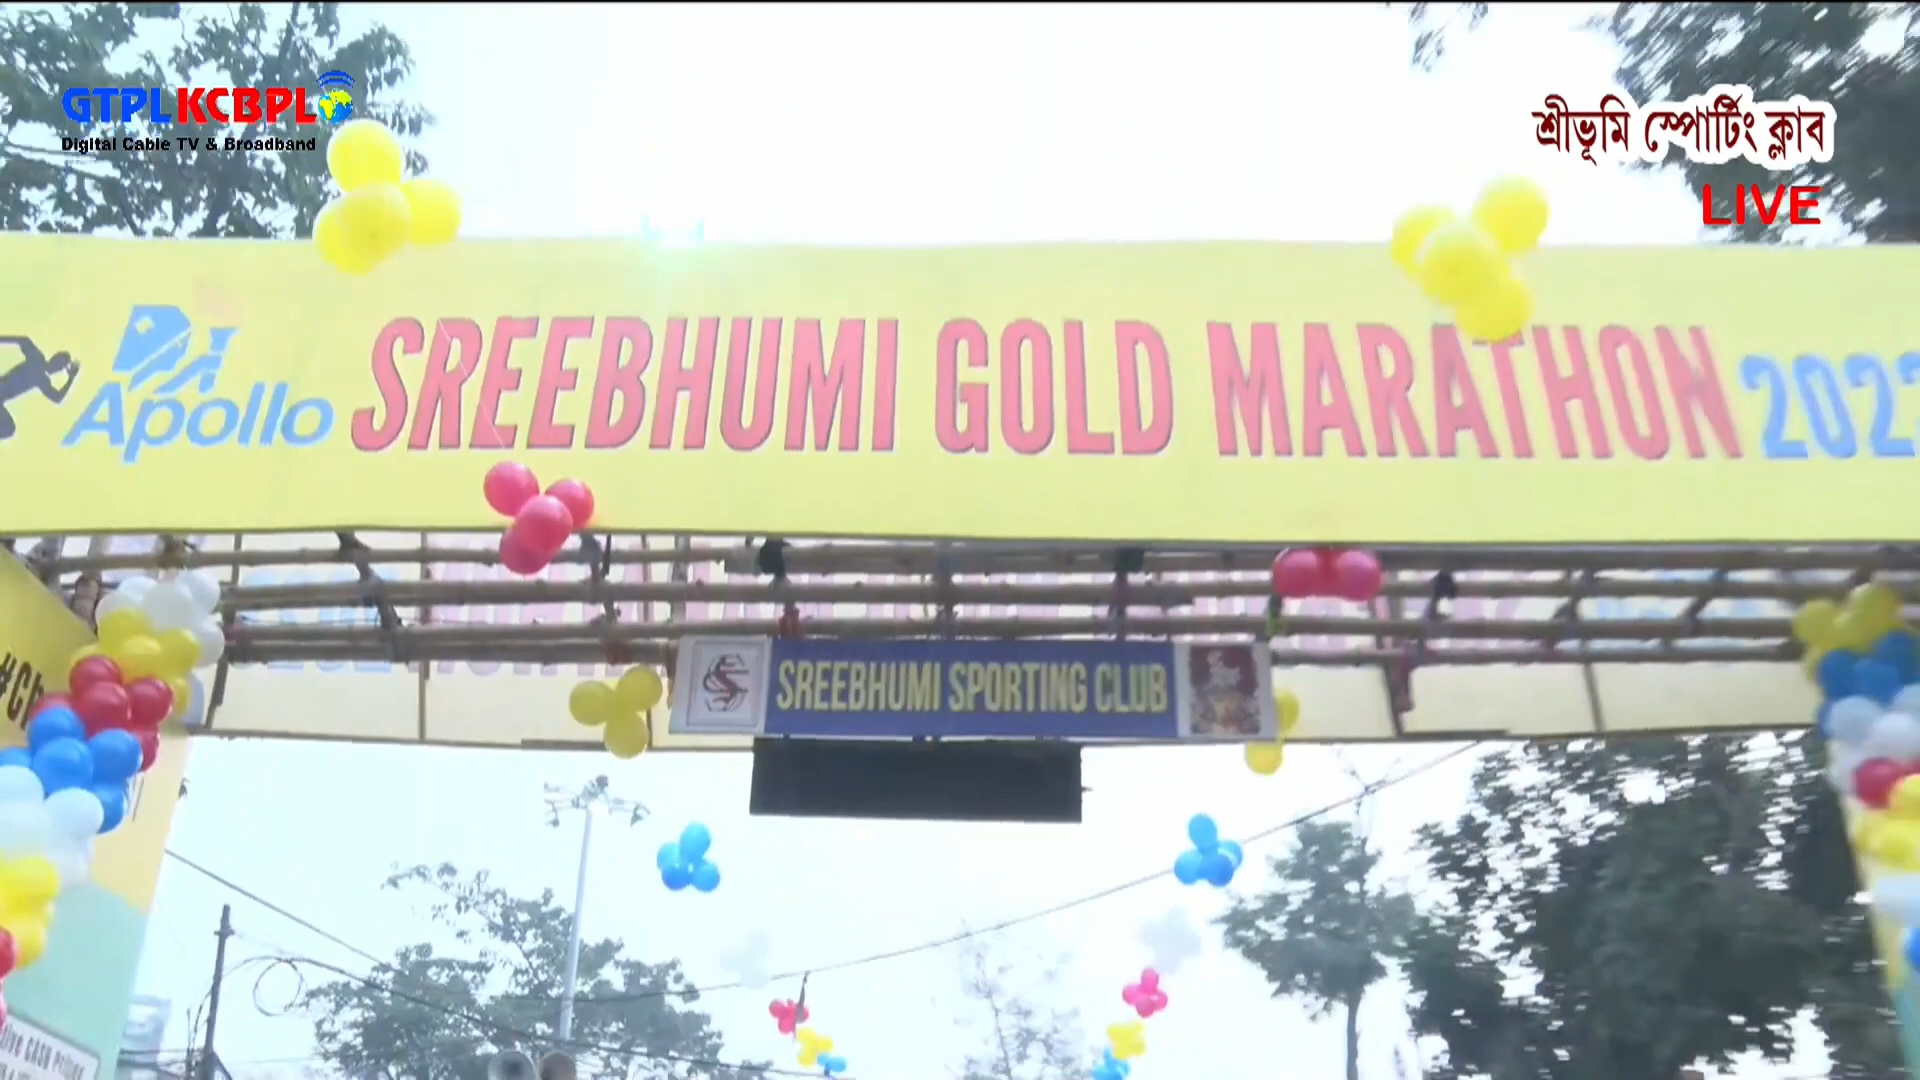 GTPL KCBPL
Digital Cable TV & Broadband
শ্রীভূমি স্পোর্টিং ক্লাব
LIVE
Apollo SREEBHUMI GOLD MARATHON
SREEBHUMI SPORTING CLUB